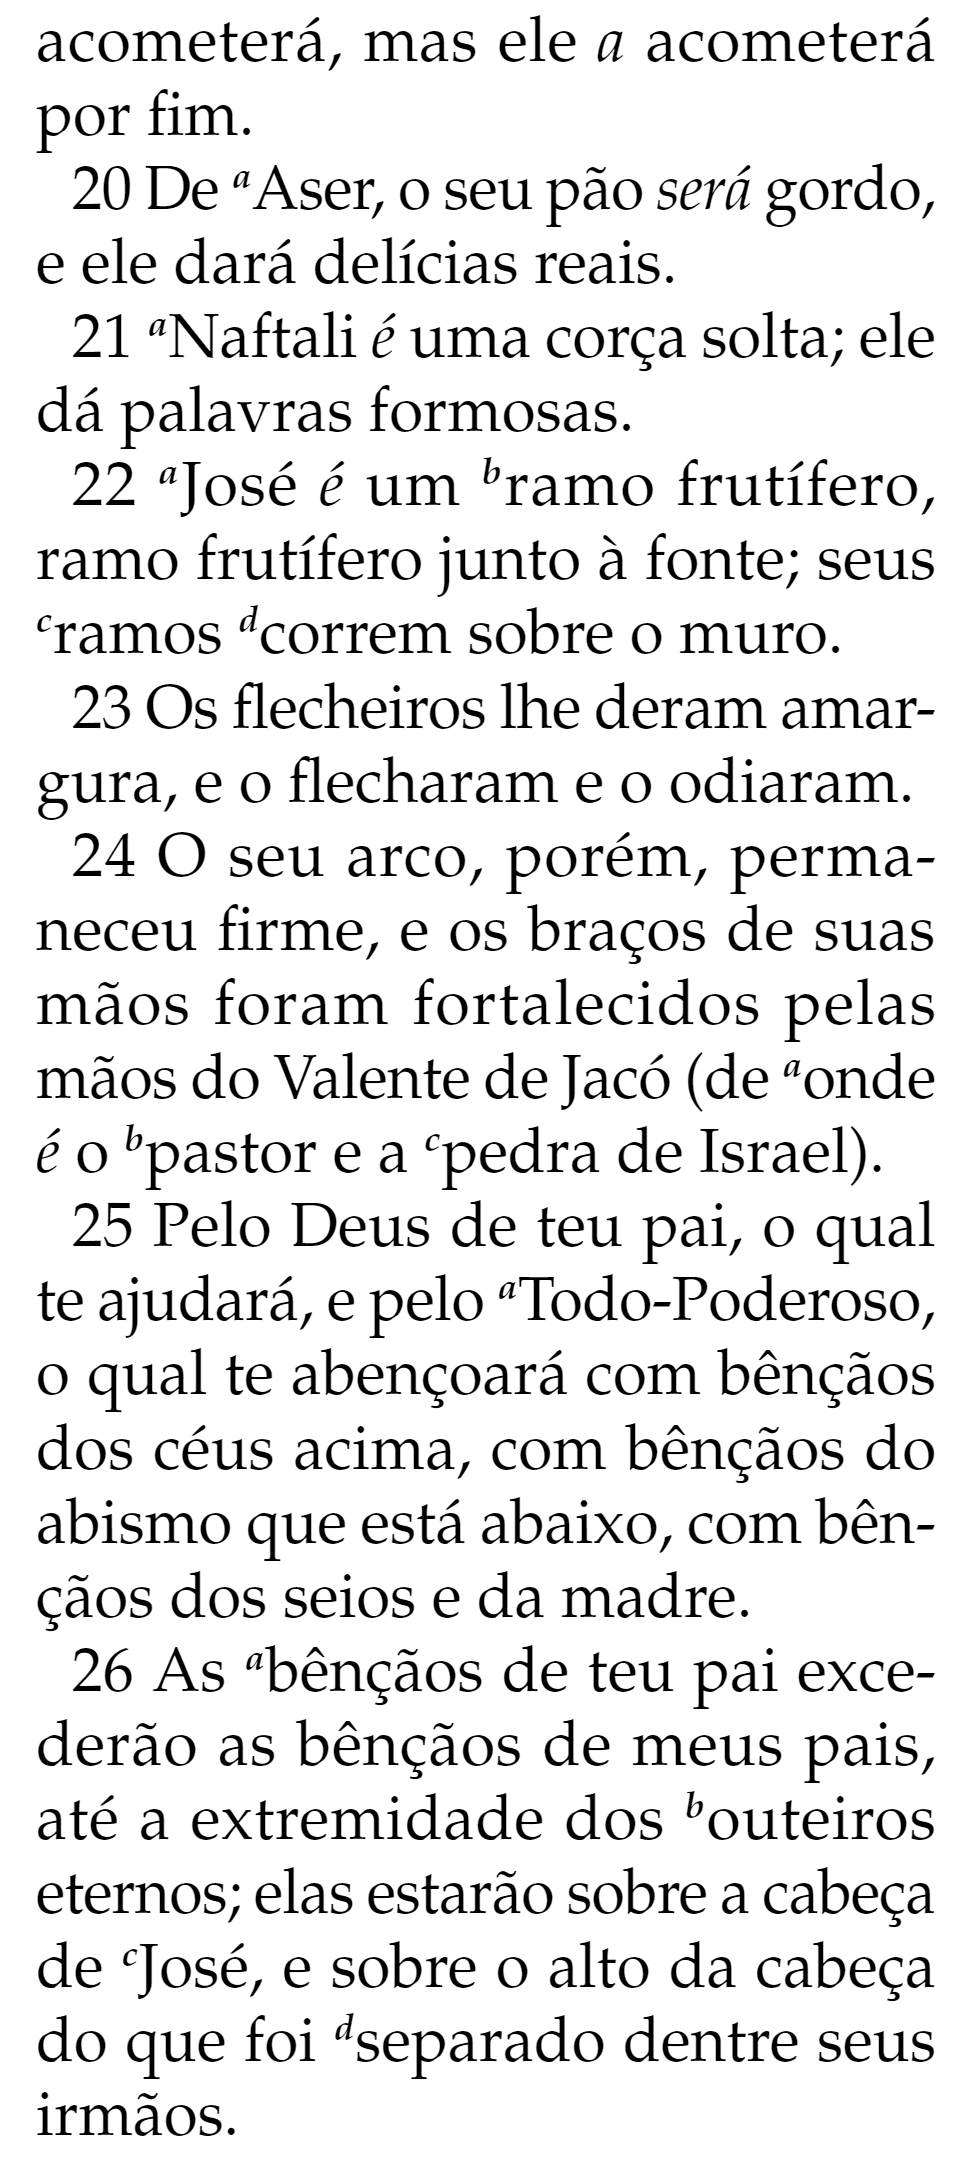 acometerá, mas ele a acometerá
por fim.
20 De aAser, o seu pão será gordo,
e ele dará delícias reais.
21 aNaftali é uma corça solta; ele
dá palavras formosas.
22 aJosé é um bramo frutífero,
ramo frutífero junto à fonte; seus
cramos dcorrem sobre o muro.
23 Os flecheiros lhe deram amar-
gura, e o flecharam e o odiaram.
24 O seu arco, porém, perma-
neceu firme, e os braços de suas
mãos foram fortalecidos pelas
mãos do Valente de Jacó (de aonde
é o bpastor e a cpedra de Israel).
25 Pelo Deus de teu pai, o qual
te ajudará, e pelo aTodo-Poderoso,
o qual te abençoará com bênçãos
dos céus acima, com bênçãos do
abismo que está abaixo, com bên-
çãos dos seios e da madre.
26 As abênçãos de teu pai exce-
derão as bênçãos de meus pais,
até a extremidade dos bouteiros
eternos; elas estarão sobre a cabeça
de cJosé, e sobre o alto da cabeça
do que foi dseparado dentre seus
irmãos.